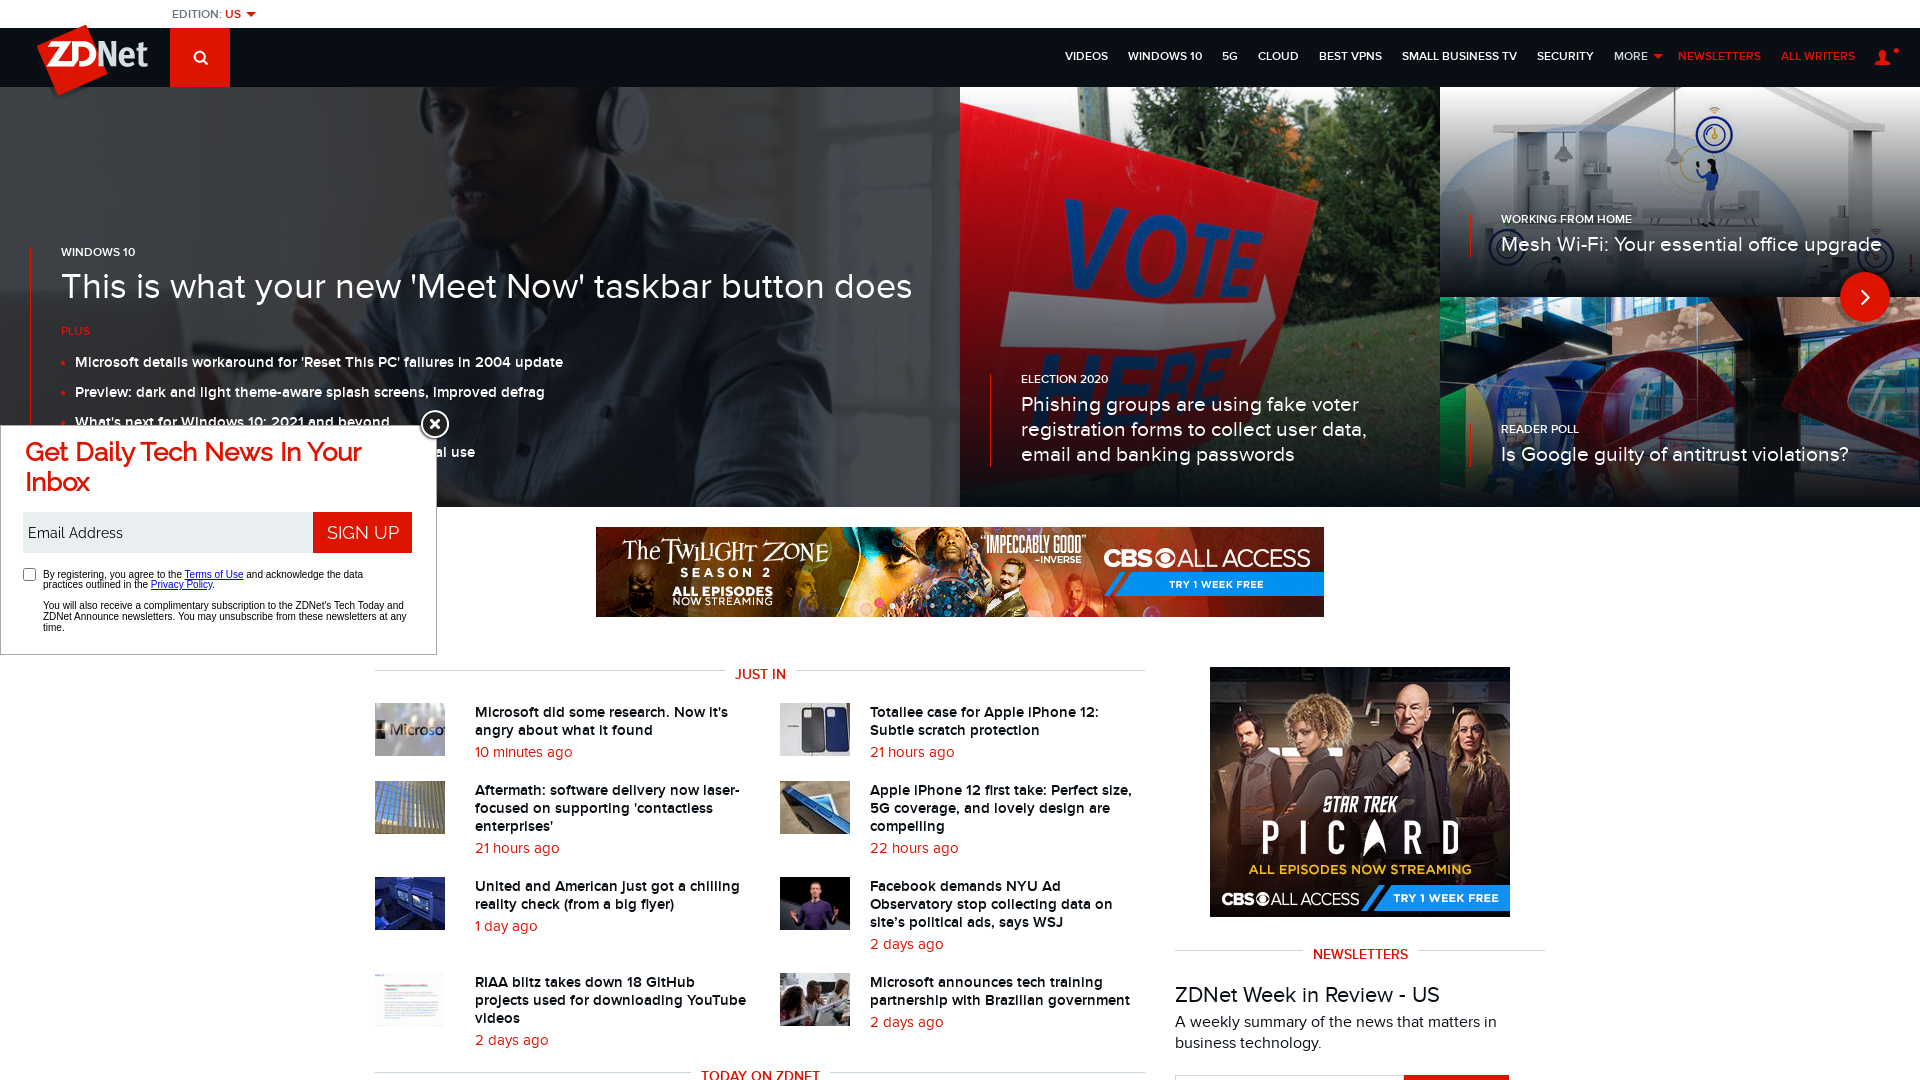 EDITION: US
ZDNet
VIDEOS WINDOWS 10 5G CLOUD BEST VPNS SMALL BUSINESS TV SECURITY MORE NEWSLETTERS ALL WRITERS
WINDOWS 10
This is what your new 'Meet Now' taskbar button does
PLUS
Microsoft details workaround for 'Reset This PC' failures in 2004 update
Preview: dark and light theme-aware splash screens, improved defrag
What's next for Windows 10: 2021 and beyond
al use
VOTE
HERE
ELECTION 2020
Phishing groups are using fake voter
registration forms to collect user data,
email and banking passwords
WORKING FROM HOME
Mesh Wi-Fi: Your essential office upgrade
READER POLL
Is Google guilty of antitrust violations?
Get Daily Tech News In Your
Inbox
Email Address
SIGN UP
By registering, you agree to the Terms of Use and acknowledge the data
practices outlined in the Privacy Policy.
You will also receive a complimentary subscription to the ZDNet's Tech Today and
ZDNet Announce newsletters. You may unsubscribe from these newsletters at any
time.
The TWILIGHT ZONE
SEASON 2
ALL EPISODES
NOW STREAMING
"IMPECCABLY GOOD"
-INVERSE
CBS ALL ACCESS
TRY 1 WEEK FREE
JUST IN
Microsoft
Microsoft did some research. Now it's
angry about what it found
10 minutes ago
Totallee case for Apple iPhone 12:
Subtle scratch protection
21 hours ago
Aftermath: software delivery now laser-
focused on supporting 'contactless
enterprises'
21 hours ago
Apple iPhone 12 first take: Perfect size,
5G coverage, and lovely design are
compelling
22 hours ago
United and American just got a chilling
reality check (from a big flyer)
1 day ago
Facebook demands NYU Ad
Observatory stop collecting data on
site's political ads, says WSJ
2 days ago
RIAA blitz takes down 18 GitHub
projects used for downloading YouTube
videos
2 days ago
Microsoft announces tech training
partnership with Brazilian government
2 days ago
TODAY ON ZDNET
STAR TREK
PICARD
ALL EPISODES NOW STREAMING
CBS ALL ACCESS TRY 1 WEEK FREE
NEWSLETTERS
ZDNet Week in Review - US
A weekly summary of the news that matters in
business technology.